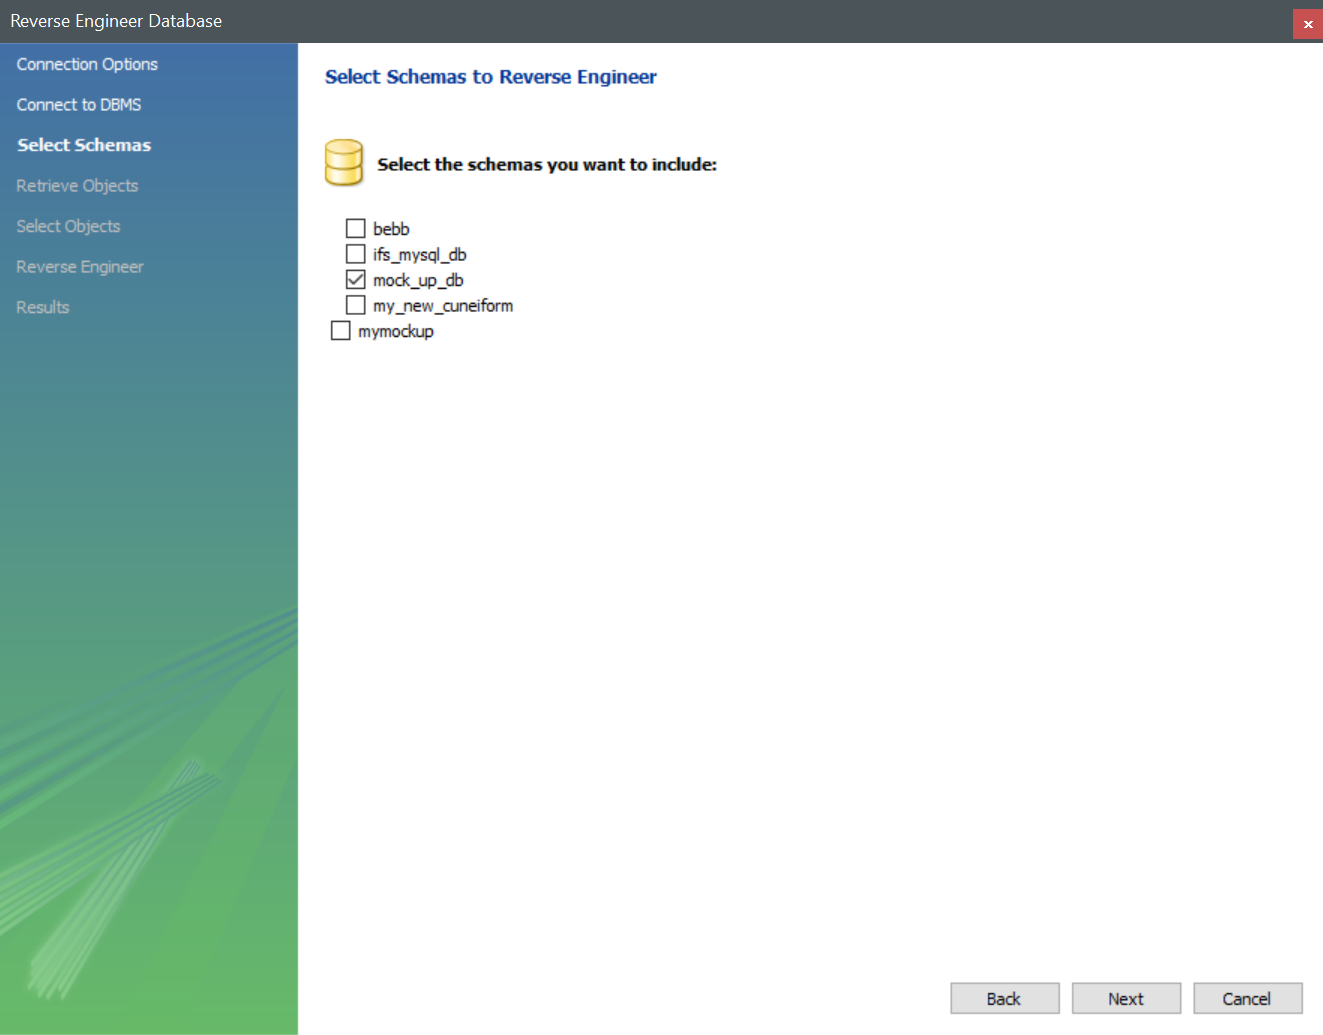 Reverse Engineer Database
Connection Options
Connect to DBMS
Select Schemas
Retrieve Objects
Select Objects
Reverse Engineer
Results
Select Schemas to Reverse Engineer
Select the schemas you want to include:
bebb
ifs_mysql_db
mock_up_db
my_new_cuneiform
mymockup
Back Next Cancel